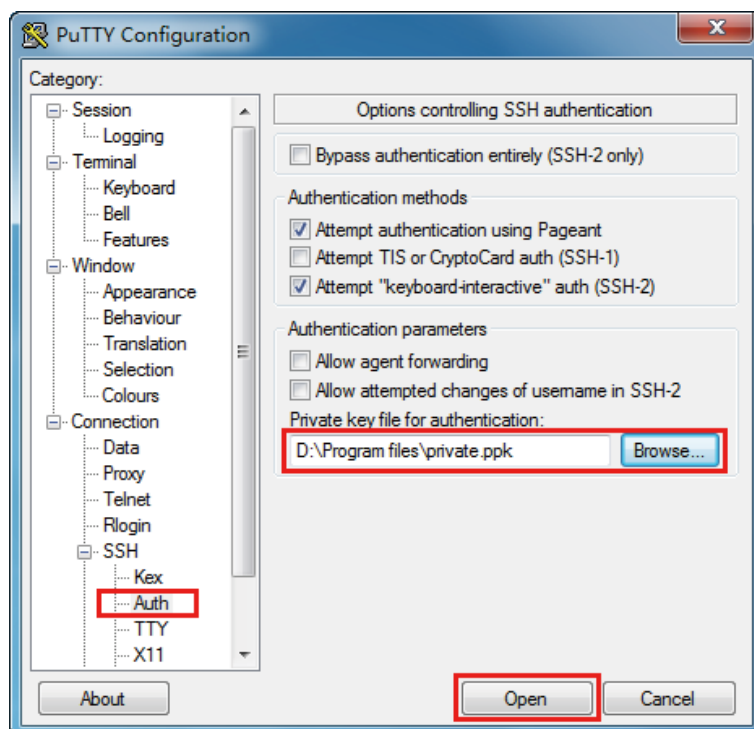 PuTTY Configuration
Category:
Session
Logging
Terminal
Keyboard
Bell
Features
Window
Appearance
Behaviour
Translation
Selection
Colours
Connection
Data
Proxy
Telnet
Rlogin
SSH
Kex
Auth
TTY
X11
Options controlling SSH authentication
Bypass authentication entirely (SSH-2 only)
Authentication methods
Attempt authentication using Pageant
Attempt TIS or CryptoCard auth (SSH-1)
Attempt "keyboard-interactive" auth (SSH-2)
Authentication parameters
Allow agent forwarding
Allow attempted changes of username in SSH-2
Private key file for authentication:
D:\Program files\private.ppk
Browse...
About
Open
Cancel